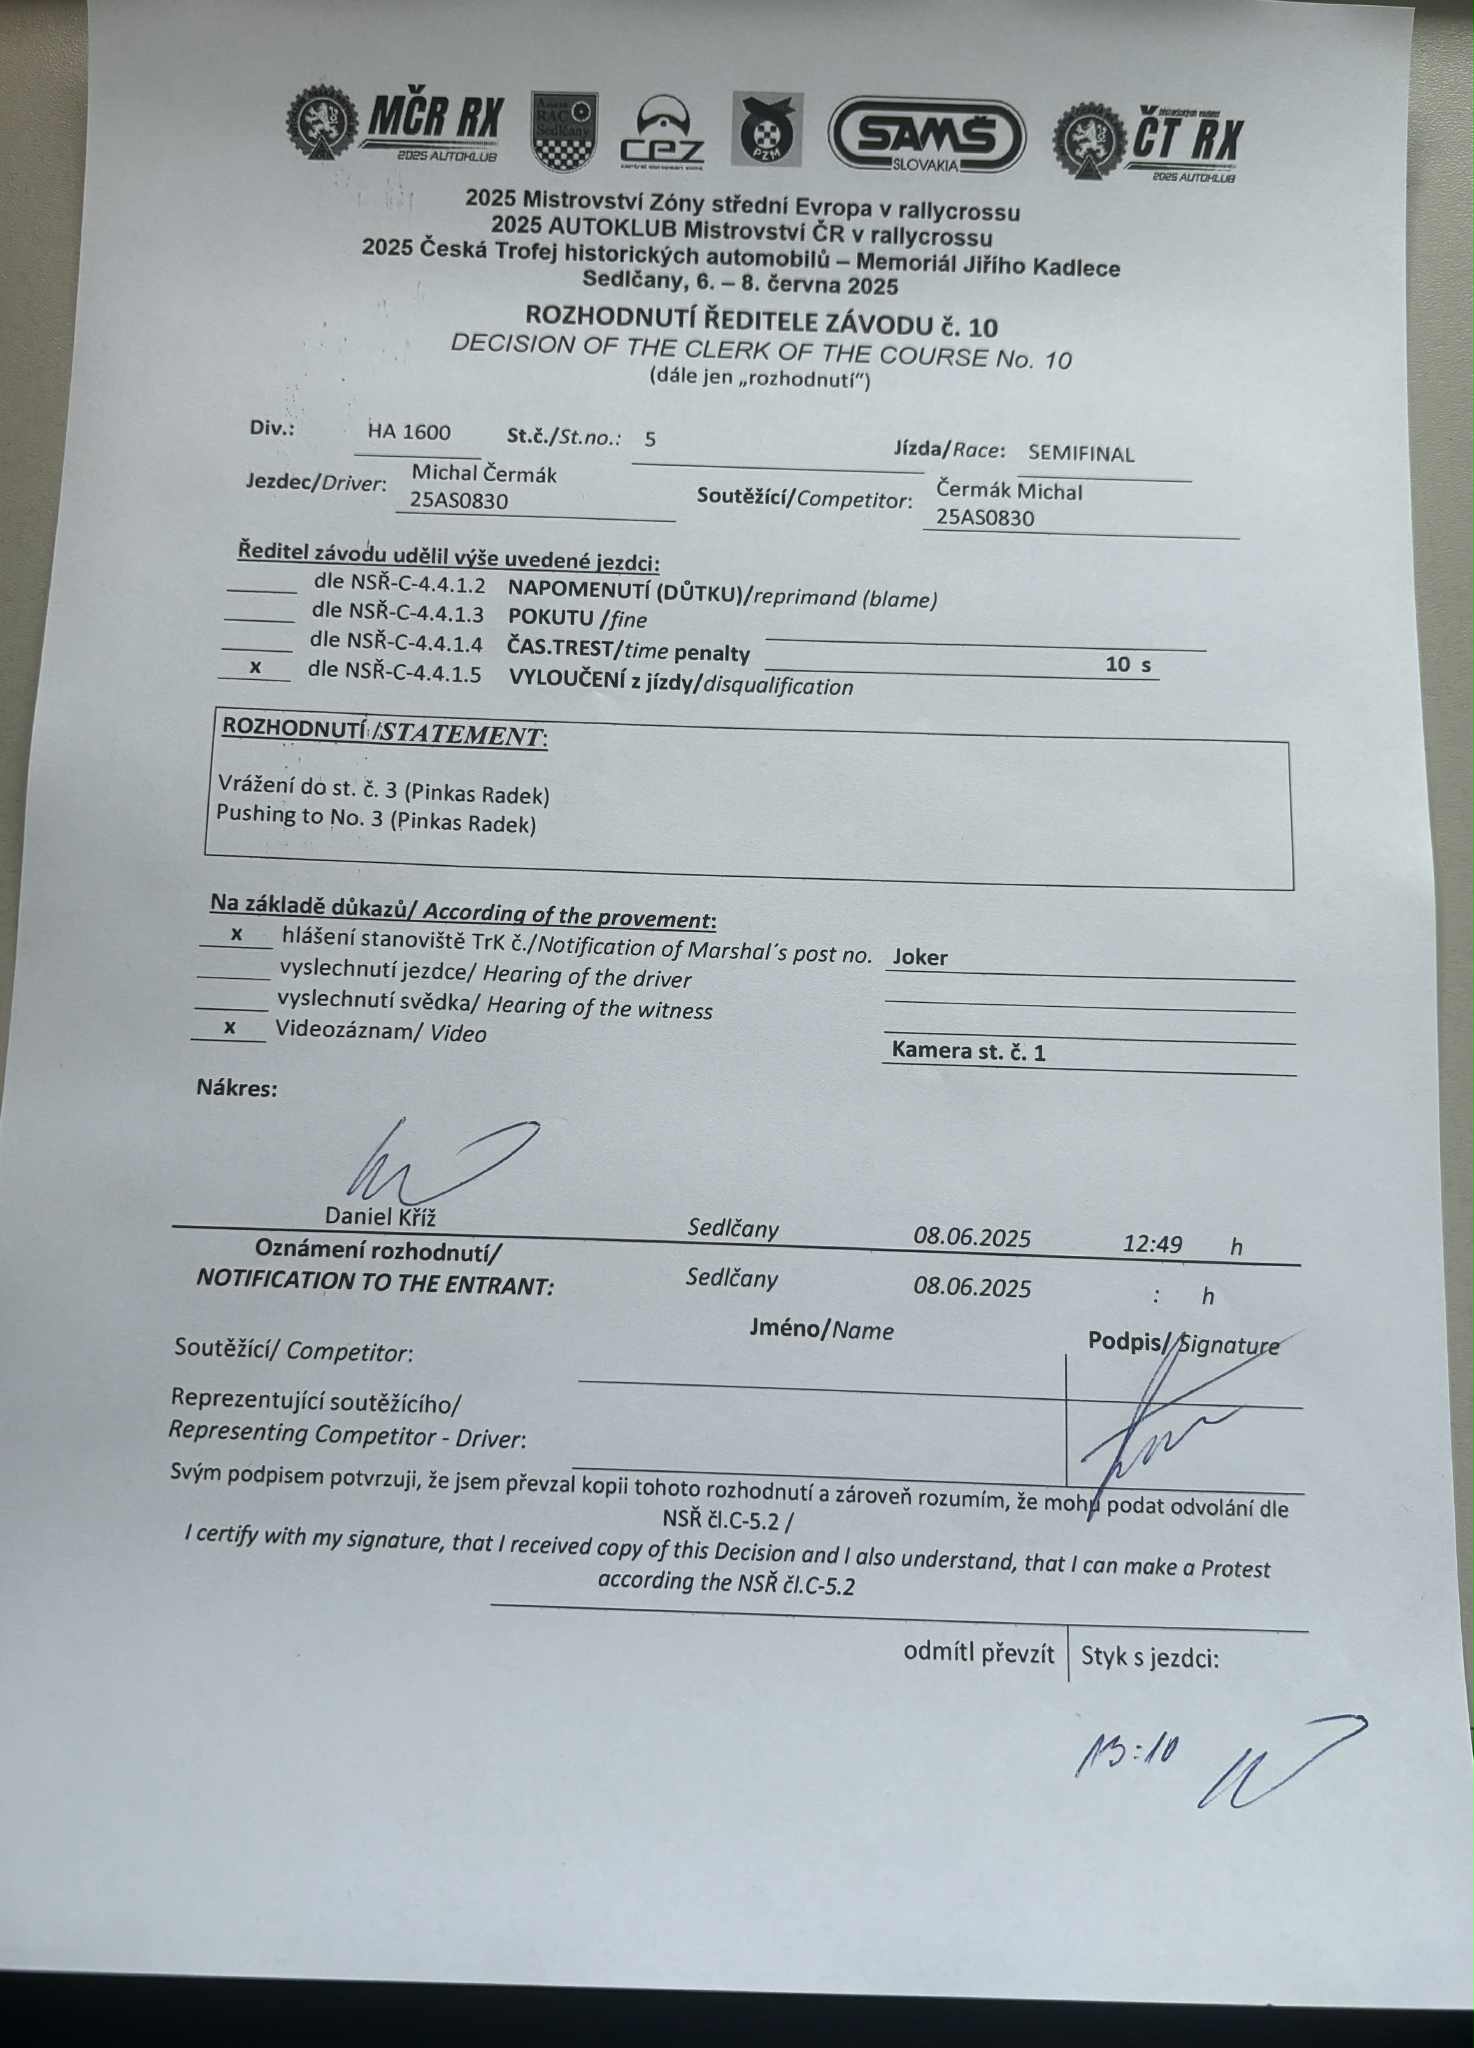 MČR RX
2025 AUTOKLUB
RAC
Sedlčany
cez
central european zone
PZM
SAMŠ
SLOVAKIA
ČT RX
2025 AUTOKLUB
2025 Mistrovství Zóny střední Evropa v rallycrossu
2025 AUTOKLUB Mistrovství ČR v rallycrossu
2025 Česká Trofej historických automobilů – Memoriál Jiřího Kadlece
Sedlčany, 6. – 8. června 2025
ROZHODNUTÍ ŘEDITELE ZÁVODU č. 10
DECISION OF THE CLERK OF THE COURSE No. 10
(dále jen „rozhodnutí“)
Div.: HA 1600 St.č./St.no.: 5 Jízda/Race: SEMIFINAL
Jezdec/Driver: Michal Čermák 25AS0830 Soutěžící/Competitor: Čermák Michal 25AS0830
Ředitel závodu udělil výše uvedené jezdci:
dle NSŘ-C-4.4.1.2 NAPOMENUTÍ (DŮTKU)/reprimand (blame)
dle NSŘ-C-4.4.1.3 POKUTU /fine
dle NSŘ-C-4.4.1.4 ČAS.TREST/time penalty 10 s
x dle NSŘ-C-4.4.1.5 VYLOUČENÍ z jízdy/disqualification
ROZHODNUTÍ /STATEMENT:
Vrážení do st. č. 3 (Pinkas Radek)
Pushing to No. 3 (Pinkas Radek)
Na základě důkazů/ According of the provement:
x hlášení stanoviště TrK č./Notification of Marshal´s post no. Joker
vyslechnutí jezdce/ Hearing of the driver
vyslechnutí svědka/ Hearing of the witness
x Videozáznam/ Video Kamera st. č. 1
Nákres:
Daniel Kříž Sedlčany 08.06.2025 12:49 h
Oznámení rozhodnutí/
NOTIFICATION TO THE ENTRANT: Sedlčany 08.06.2025 : h
Jméno/Name Podpis/Signature
Soutěžící/ Competitor:
Reprezentující soutěžícího/
Representing Competitor - Driver:
Svým podpisem potvrzuji, že jsem převzal kopii tohoto rozhodnutí a zároveň rozumím, že mohu podat odvolání dle
NSŘ čl.C-5.2 /
I certify with my signature, that I received copy of this Decision and I also understand, that I can make a Protest
according the NSŘ čl.C-5.2
odmítl převzít Styk s jezdci:
13:10